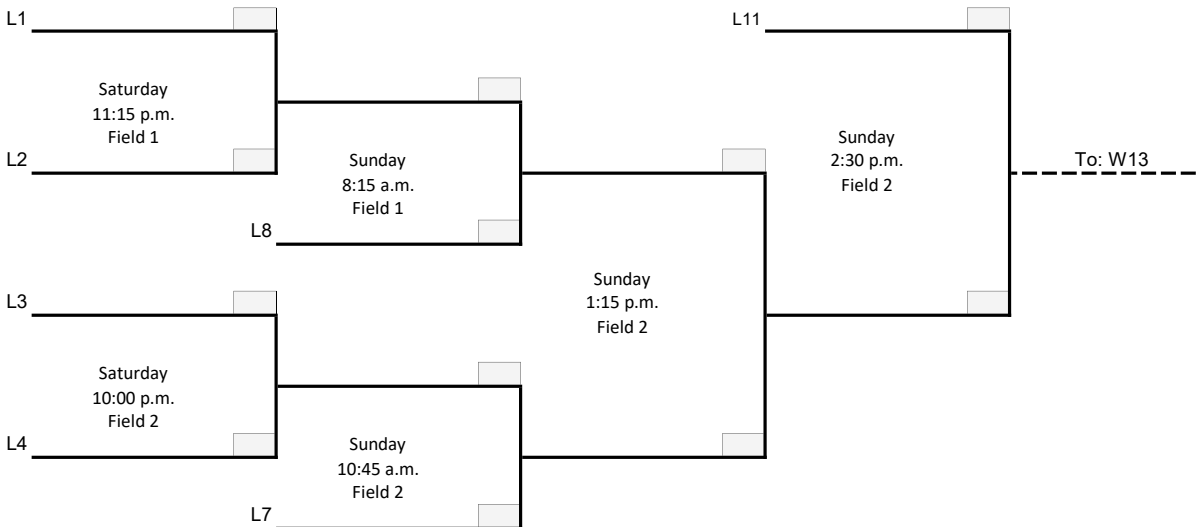 L1
L11
Saturday
11:15 p.m.
Field 1
L2
Sunday
8:15 a.m.
Field 1
Sunday
2:30 p.m.
Field 2
To: W13
L8
L3
Sunday
1:15 p.m.
Field 2
Saturday
10:00 p.m.
Field 2
L4
Sunday
10:45 a.m.
Field 2
L7